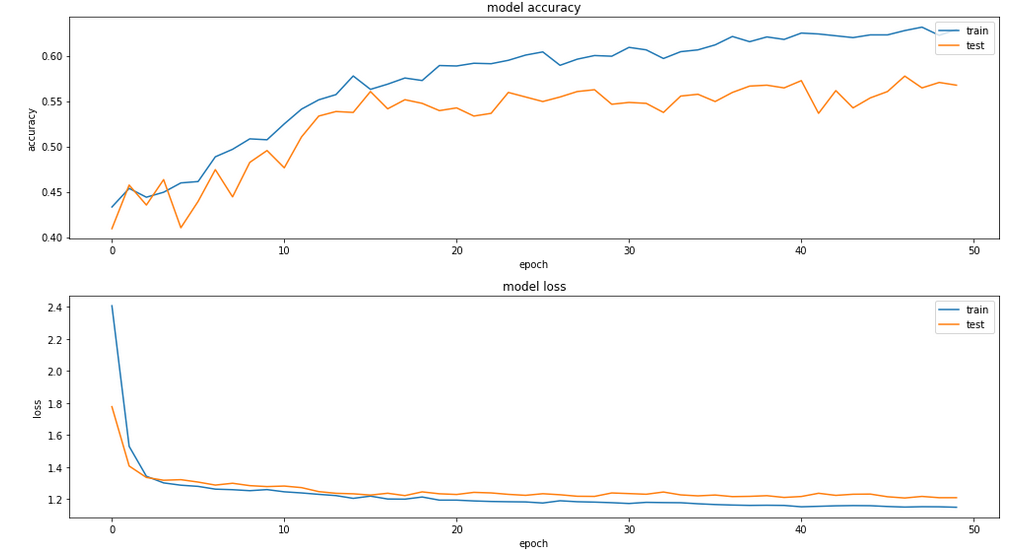 model accuracy
train
test
0.60
0.55
0.50
0.45
0.40
accuracy
0 10 20 30 40 50
epoch
model loss
train
test
2.4
2.2
2.0
1.8
1.6
1.4
1.2
loss
0 10 20 30 40 50
epoch